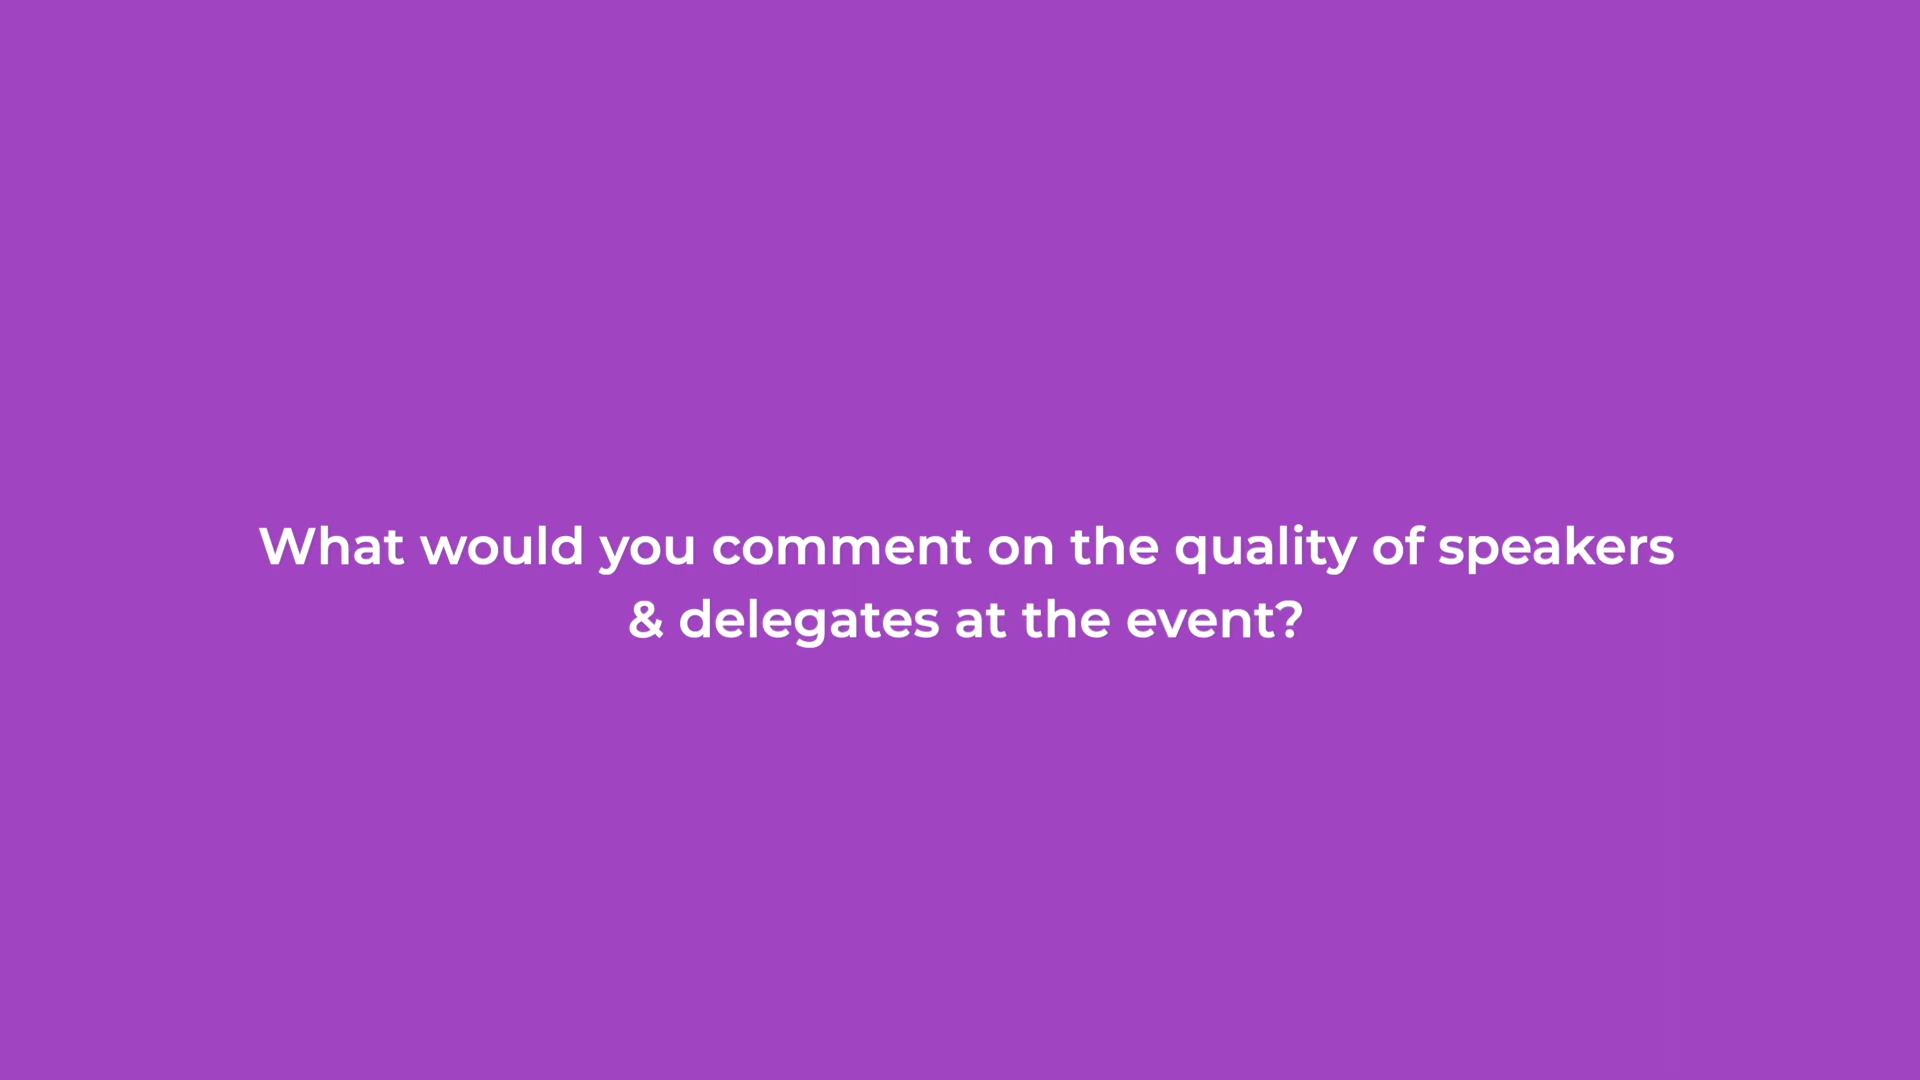 What would you comment on the quality of speakers
& delegates at the event?